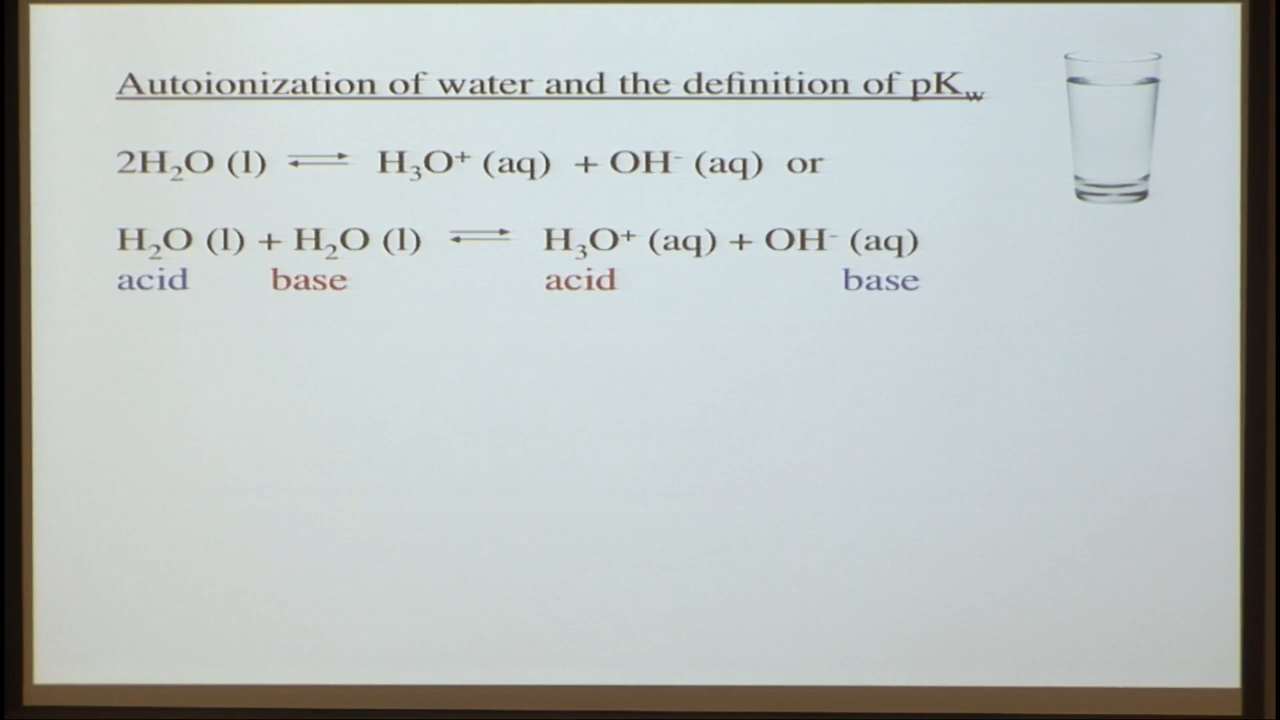 Autoionization of water and the definition of pKw
2H₂O (l) ⇌ H₃O⁺ (aq) + OH⁻ (aq) or
H₂O (l) + H₂O (l) ⇌ H₃O⁺ (aq) + OH⁻ (aq)
acid base acid base